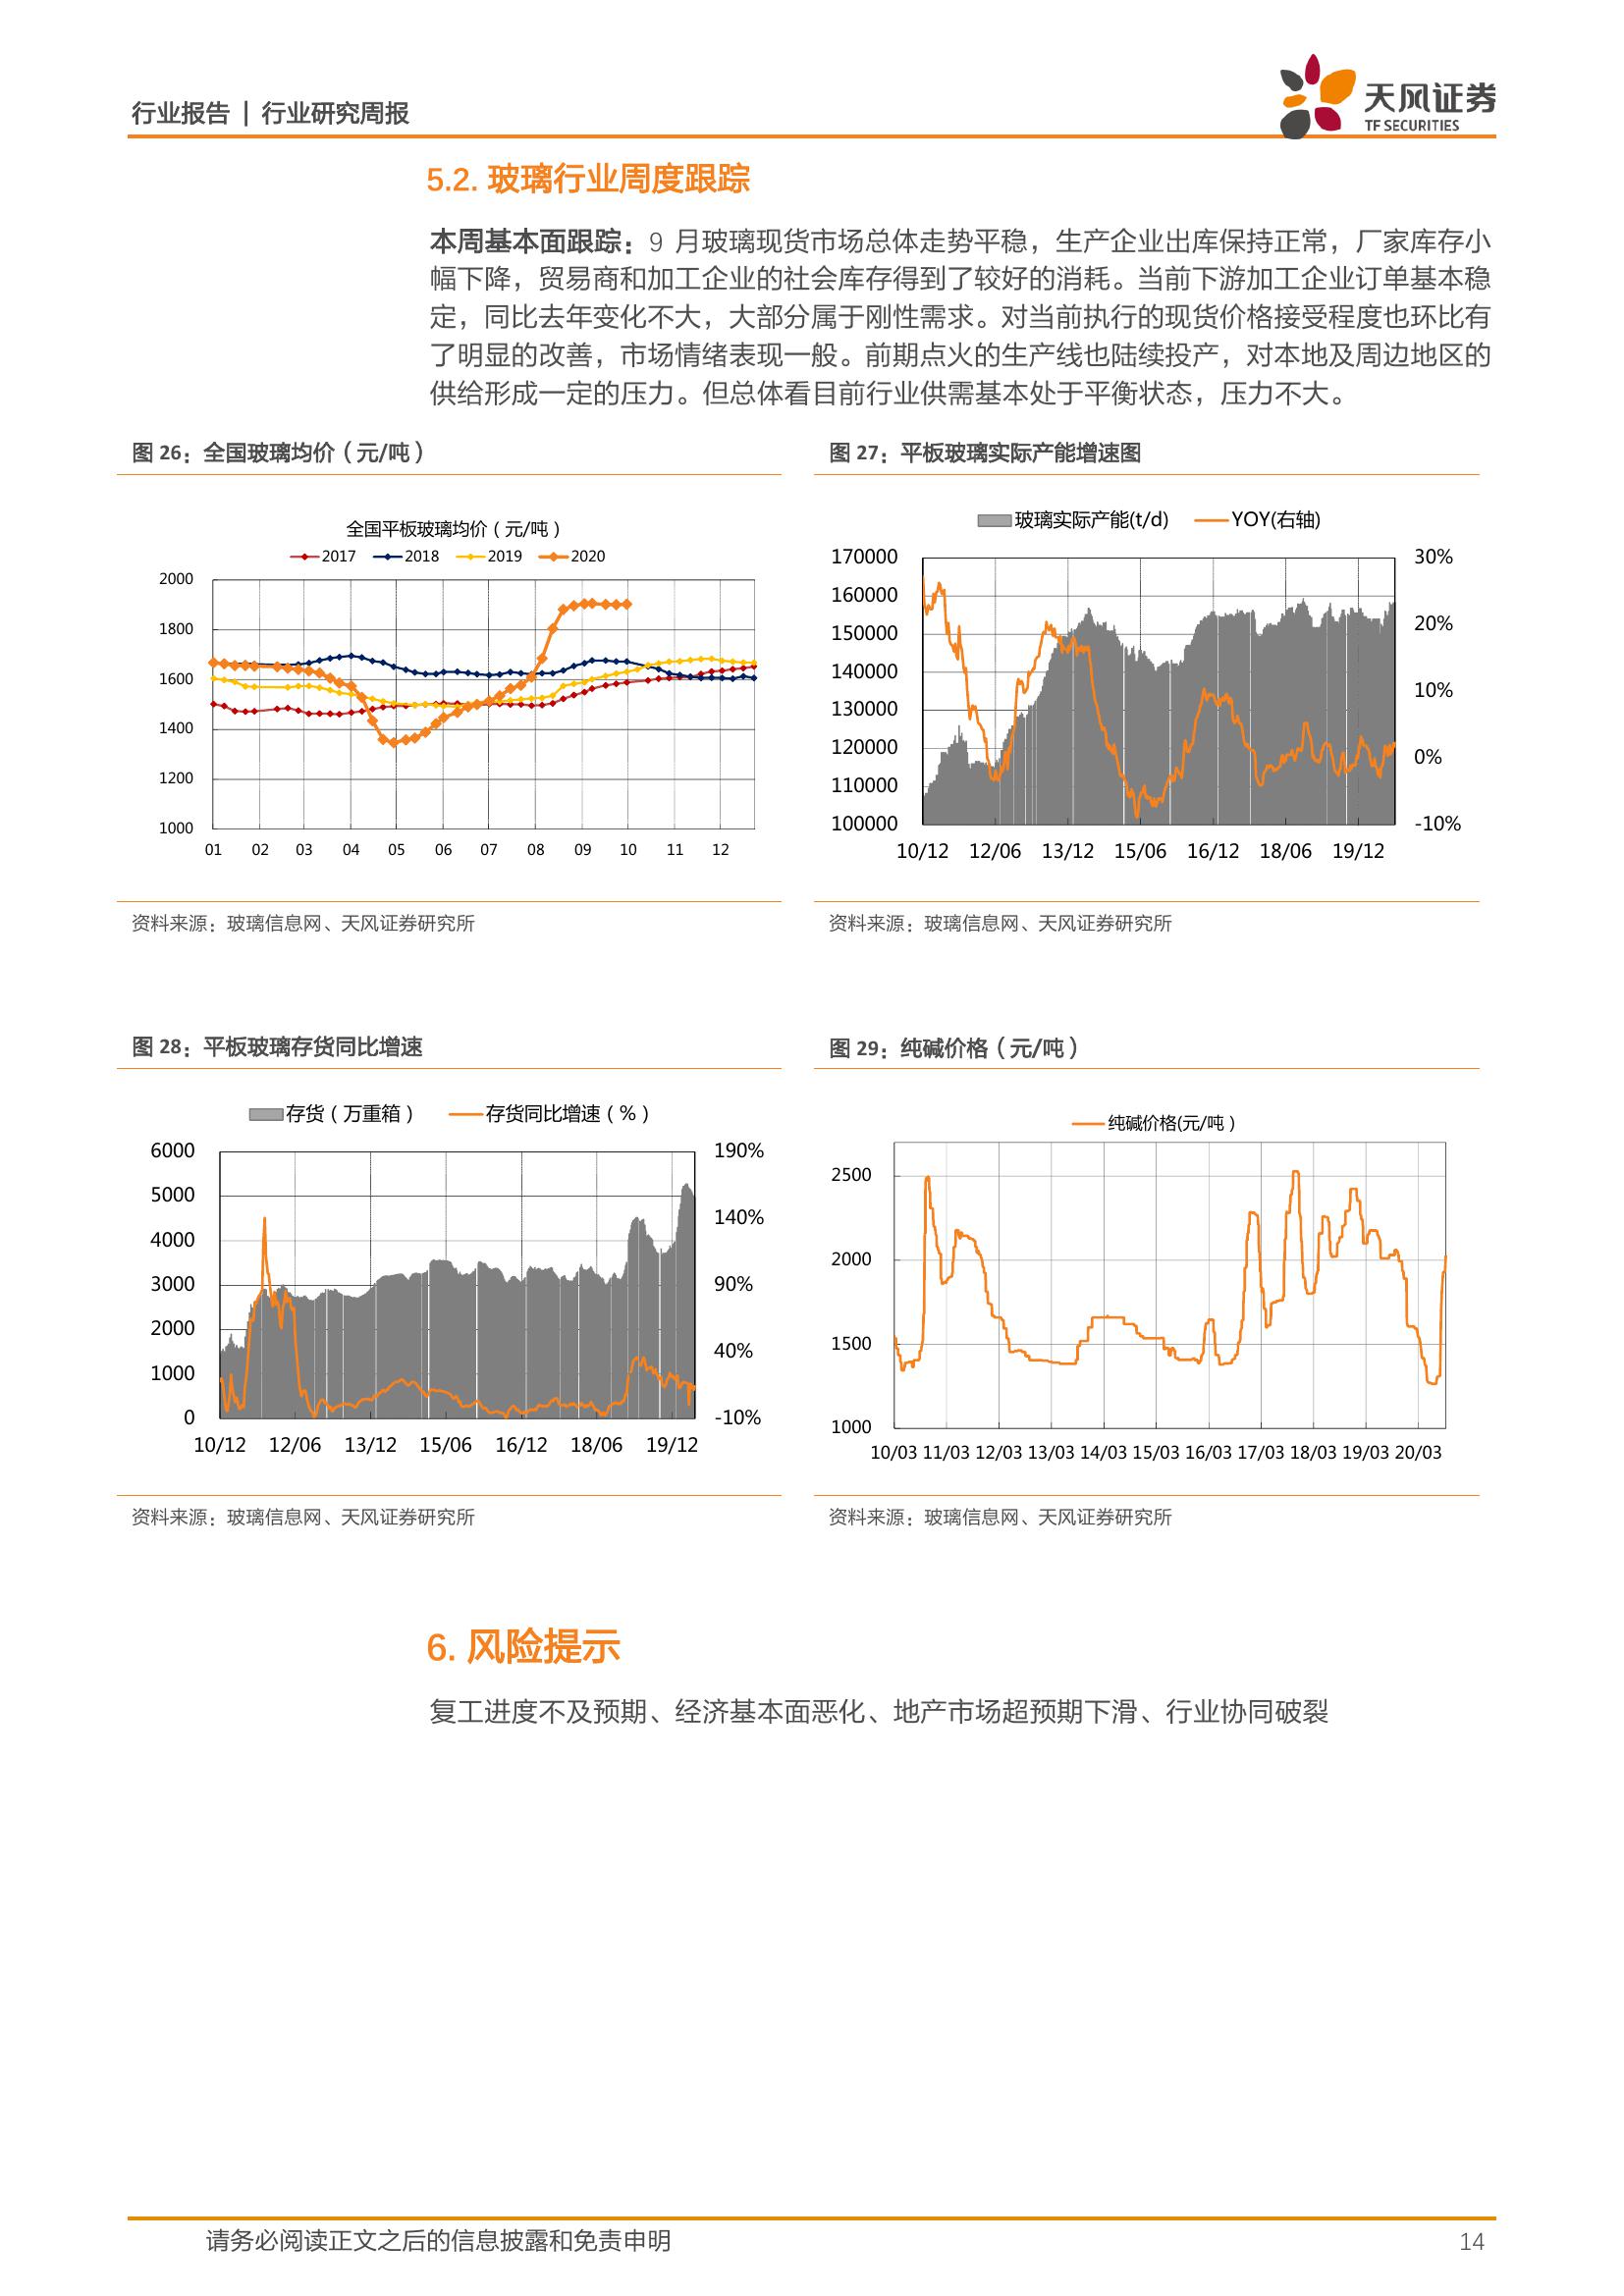 行业报告 | 行业研究周报
天风证券
TF SECURITIES
5.2. 玻璃行业周度跟踪
本周基本面跟踪：9 月玻璃现货市场总体走势平稳，生产企业出库保持正常，厂家库存小
幅下降，贸易商和加工企业的社会库存得到了较好的消耗。当前下游加工企业订单基本稳
定，同比去年变化不大，大部分属于刚性需求。对当前执行的现货价格接受程度也环比有
了明显的改善，市场情绪表现一般。前期点火的生产线也陆续投产，对本地及周边地区的
供给形成一定的压力。但总体看目前行业供需基本处于平衡状态，压力不大。
图 26：全国玻璃均价（元/吨）
全国平板玻璃均价（元/吨）
2017 2018 2019 2020
2000
1800
1600
1400
1200
1000
01 02 03 04 05 06 07 08 09 10 11 12
资料来源：玻璃信息网、天风证券研究所
图 27：平板玻璃实际产能增速图
玻璃实际产能(t/d) YOY(右轴)
170000 30%
160000
150000 20%
140000
130000 10%
120000
0%
110000
100000 -10%
10/12 12/06 13/12 15/06 16/12 18/06 19/12
资料来源：玻璃信息网、天风证券研究所
图 28：平板玻璃存货同比增速
存货（万重箱） 存货同比增速（%）
6000 190%
5000
140%
4000
3000 90%
2000
40%
1000
0 -10%
10/12 12/06 13/12 15/06 16/12 18/06 19/12
资料来源：玻璃信息网、天风证券研究所
图 29：纯碱价格（元/吨）
纯碱价格(元/吨）
2500
2000
1500
1000
10/03 11/03 12/03 13/03 14/03 15/03 16/03 17/03 18/03 19/03 20/03
资料来源：玻璃信息网、天风证券研究所
6. 风险提示
复工进度不及预期、经济基本面恶化、地产市场超预期下滑、行业协同破裂
请务必阅读正文之后的信息披露和免责申明 14